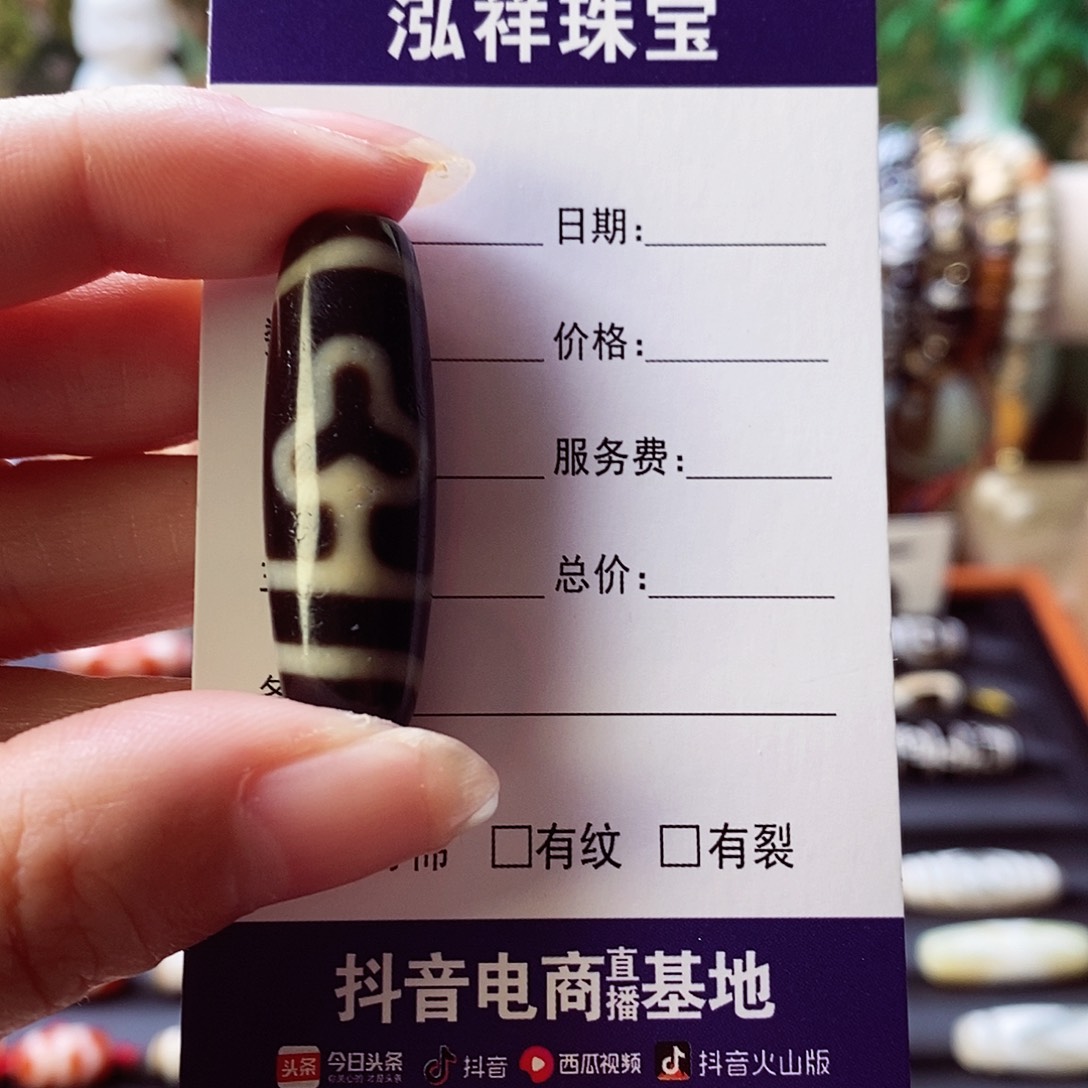 泓祥珠宝
日期：
价格：
服务费：
总价：
□有纹 □有裂
抖音电商直播基地
头条 今日头条 抖音 西瓜视频 抖音火山版